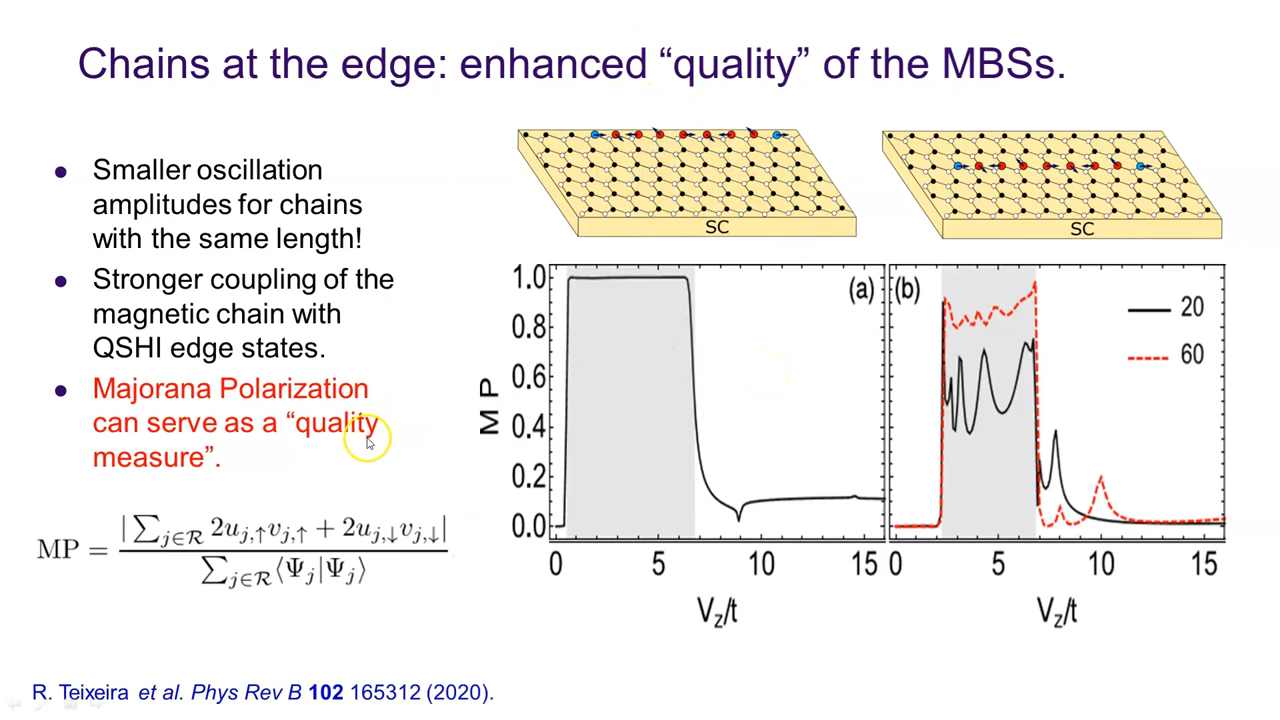 Chains at the edge: enhanced “quality” of the MBSs.
• Smaller oscillation
amplitudes for chains
with the same length!
• Stronger coupling of the
magnetic chain with
QSHI edge states.
• Majorana Polarization
can serve as a “quality
measure”.
MP = |∑_{j∈R} 2u_{j,↑}v_{j,↑} + 2u_{j,↓}v_{j,↓}| / ∑_{j∈R}⟨Ψ_j|Ψ_j⟩
SC
SC
MP
1.0
0.8
0.6
0.4
0.2
0.0
(a)
0 5 10 15
V_z/t
(b)
20
60
0 5 10 15
V_z/t
R. Teixeira et al. Phys Rev B 102 165312 (2020).